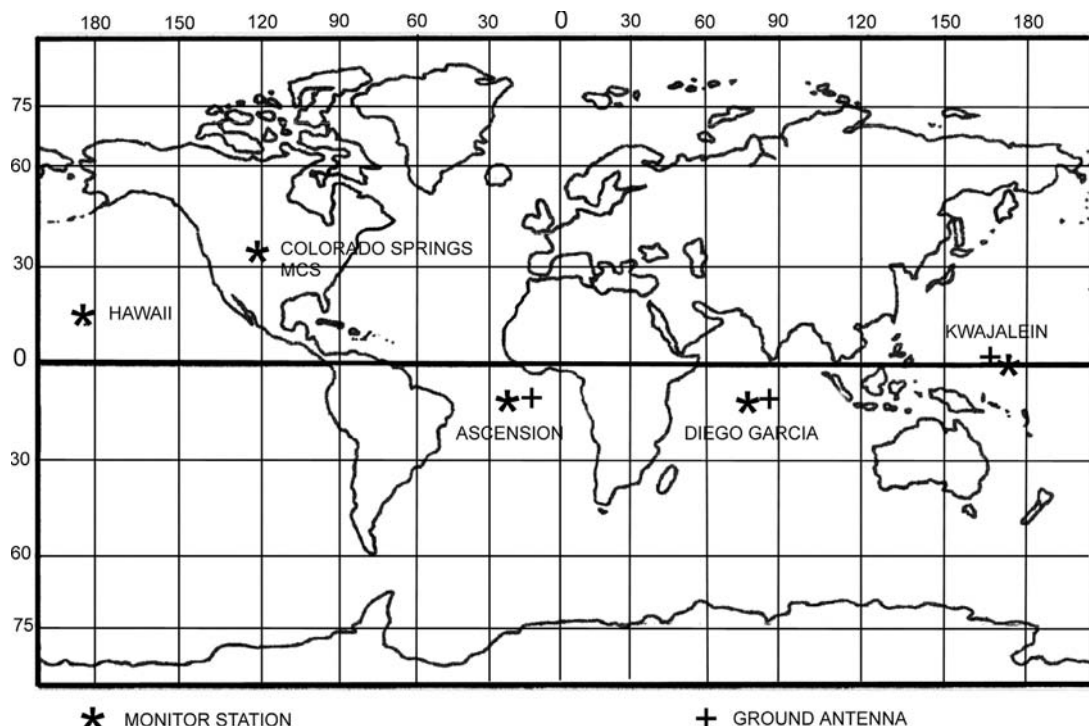 180 120 90 60 30 0 30 60 90 120 150 180
75
60
COLORADO SPRINGS
MCS
30
HAWAII
KWAJALEIN
0
ASCENSION
DIEGO GARCIA
30
60
75
MONITOR STATION
GROUND ANTENNA